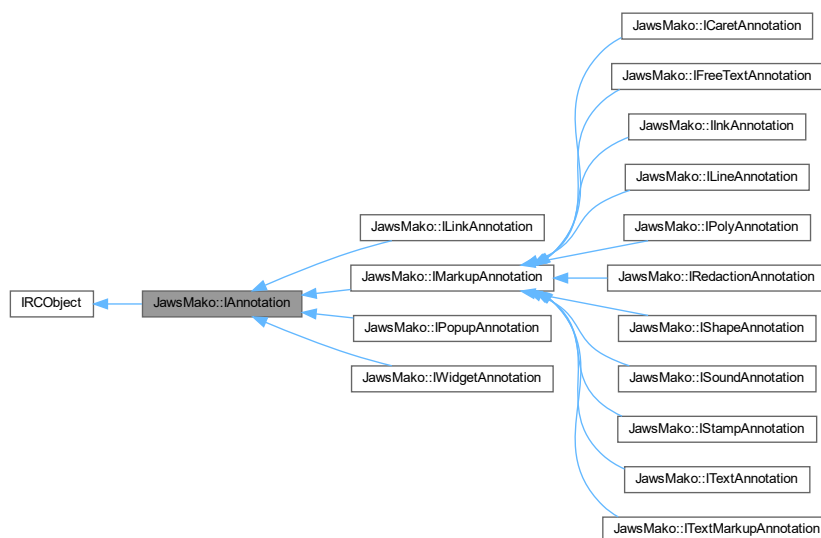 JawsMako::ICaretAnnotation
JawsMako::IFreeTextAnnotation
JawsMako::IInkAnnotation
JawsMako::ILineAnnotation
JawsMako::ILinkAnnotation
JawsMako::IPolyAnnotation
JawsMako::IMarkupAnnotation
JawsMako::IRedactionAnnotation
IRCObject
JawsMako::IAnnotation
JawsMako::IPopupAnnotation
JawsMako::IShapeAnnotation
JawsMako::IWidgetAnnotation
JawsMako::ISoundAnnotation
JawsMako::IStampAnnotation
JawsMako::ITextAnnotation
JawsMako::ITextMarkupAnnotation